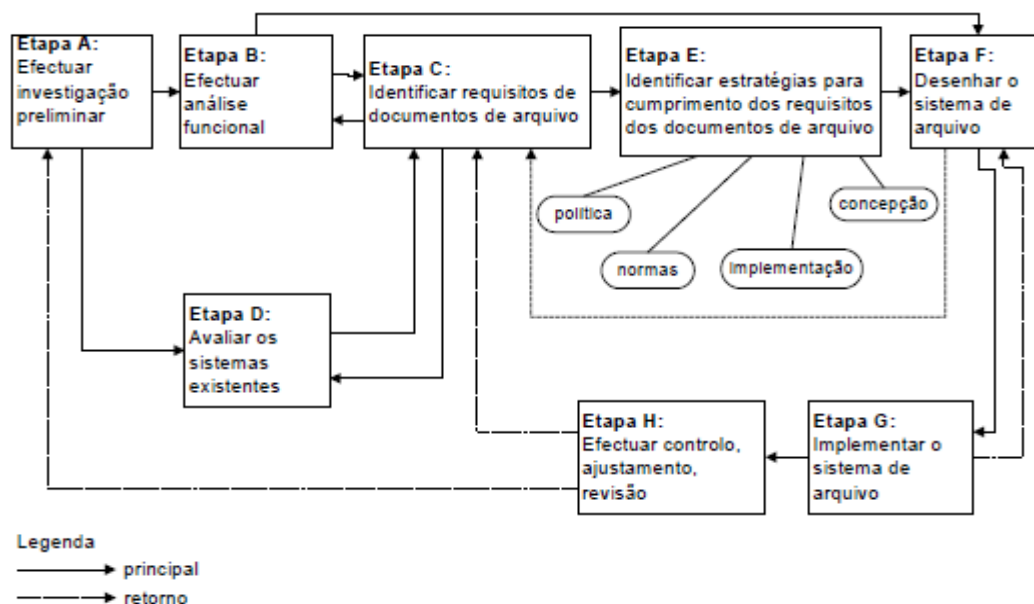 Etapa A:
Efectuar
investigação
preliminar
Etapa B:
Efectuar
análise
funcional
Etapa C:
Identificar requisitos de
documentos de arquivo
Etapa E:
Identificar estratégias para
cumprimento dos requisitos
dos documentos de arquivo
Etapa F:
Desenhar o
sistema de
arquivo
política
normas
implementação
concepção
Etapa D:
Avaliar os
sistemas
existentes
Etapa H:
Efectuar controlo,
ajustamento,
revisão
Etapa G:
Implementar o
sistema de
arquivo
Legenda
principal
retorno